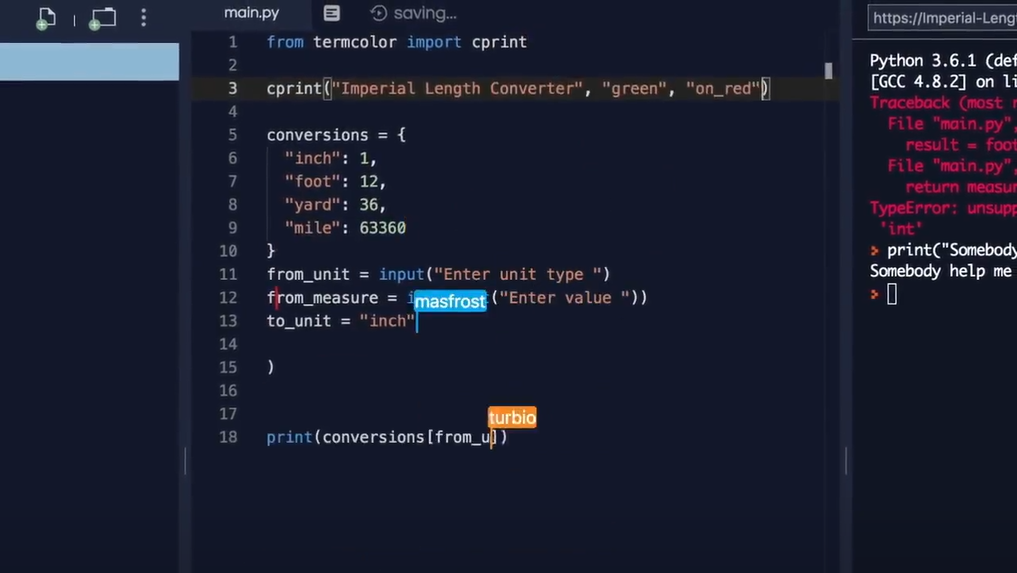 main.py
saving...
https://Imperial-Leng
1 from termcolor import cprint
2
3 cprint("Imperial Length Converter", "green", "on_red")
4
5 conversions = {
6 "inch": 1,
7 "foot": 12,
8 "yard": 36,
9 "mile": 63360
10 }
11 from_unit = input("Enter unit type ")
masfrost
12 from_measure = ("Enter value "))
13 to_unit = "inch"
14
15 )
16
17
turbio
18 print(conversions[from_u])
Python 3.6.1 (def
[GCC 4.8.2] on li
Traceback (most r
File "main.py",
result = foot
File "main.py",
return measur
TypeError: unsupp
'int'
print("Somebody
Somebody help me